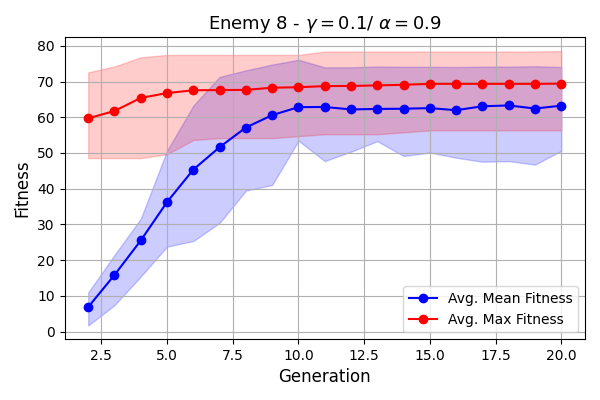 Enemy 8 - γ = 0.1/ α = 0.9
Fitness
80
70
60
50
40
30
20
10
0
2.5 5.0 7.5 10.0 12.5 15.0 17.5 20.0
Generation
Avg. Mean Fitness
Avg. Max Fitness